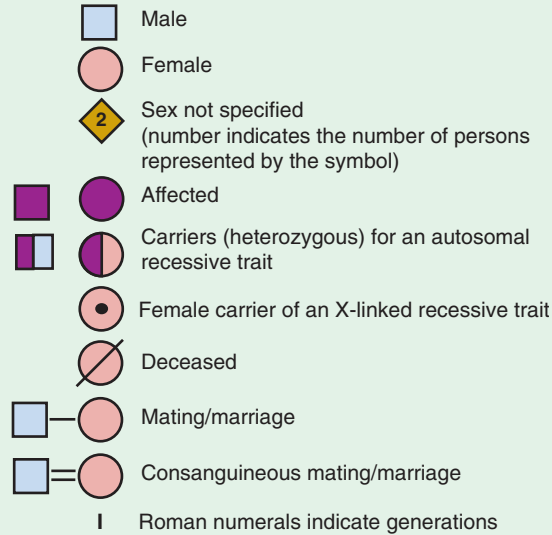 Male
Female
2
Sex not specified
(number indicates the number of persons
represented by the symbol)
Affected
Carriers (heterozygous) for an autosomal
recessive trait
Female carrier of an X-linked recessive trait
Deceased
Mating/marriage
Consanguineous mating/marriage
I Roman numerals indicate generations